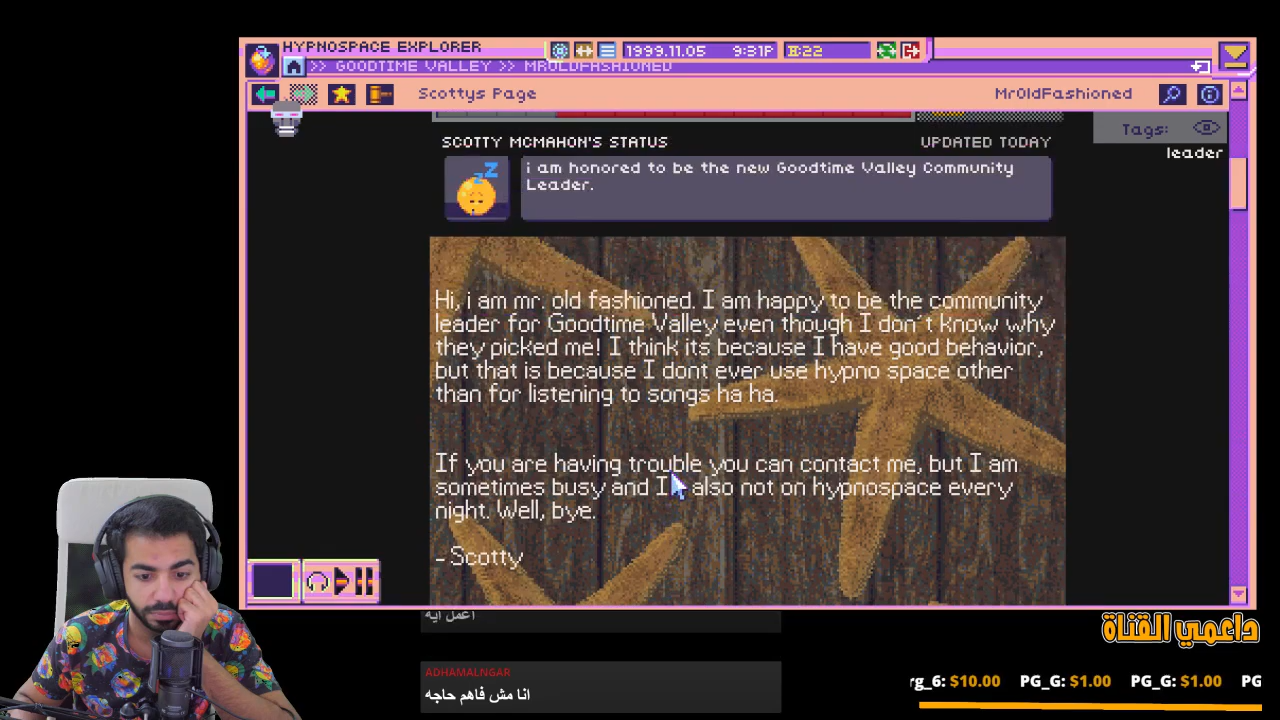 HYPNOSPACE EXPLORER
1999.11.05 9:31P
:22
>> GOODTIME VALLEY >> MROLDFASHIONED
Scottys Page
MrOldFashioned
Tags:
leader
SCOTTY MCMAHON'S STATUS
UPDATED TODAY
i am honored to be the new Goodtime Valley Community
Leader.
Hi, i am mr. old fashioned. I am happy to be the community
leader for Goodtime Valley even though I don't know why
they picked me! I think its because I have good behavior,
but that is because I dont ever use hypno space other
than for listening to songs ha ha.
If you are having trouble you can contact me, but I am
sometimes busy and I also not on hypnospace every
night. Well, bye.
- Scotty
اعمل ايه
ADHAMALNGAR
انا مش فاهم حاجه
داعمي القناة
rg_6: $10.00 PG_G: $1.00 PG_G: $1.00 PG